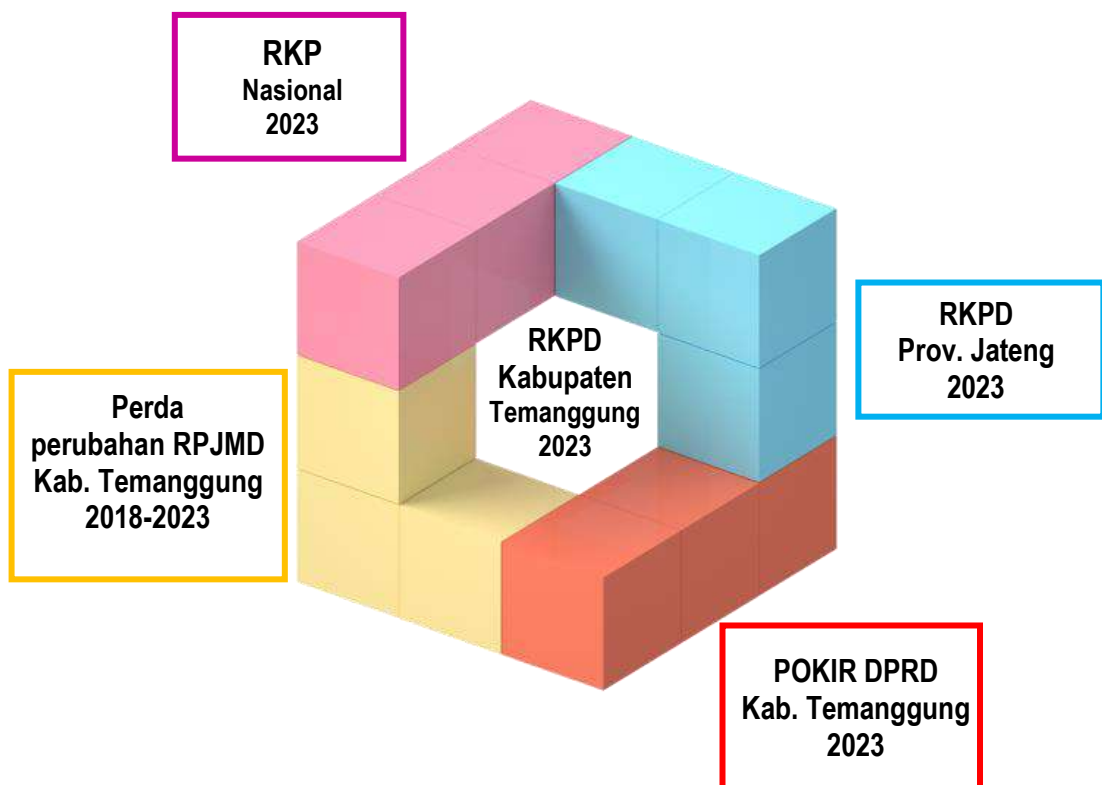 RKP
Nasional
2023
RKPD
Prov. Jateng
2023
RKPD
Kabupaten
Temanggung
2023
Perda
perubahan RPJMD
Kab. Temanggung
2018-2023
POKIR DPRD
Kab. Temanggung
2023